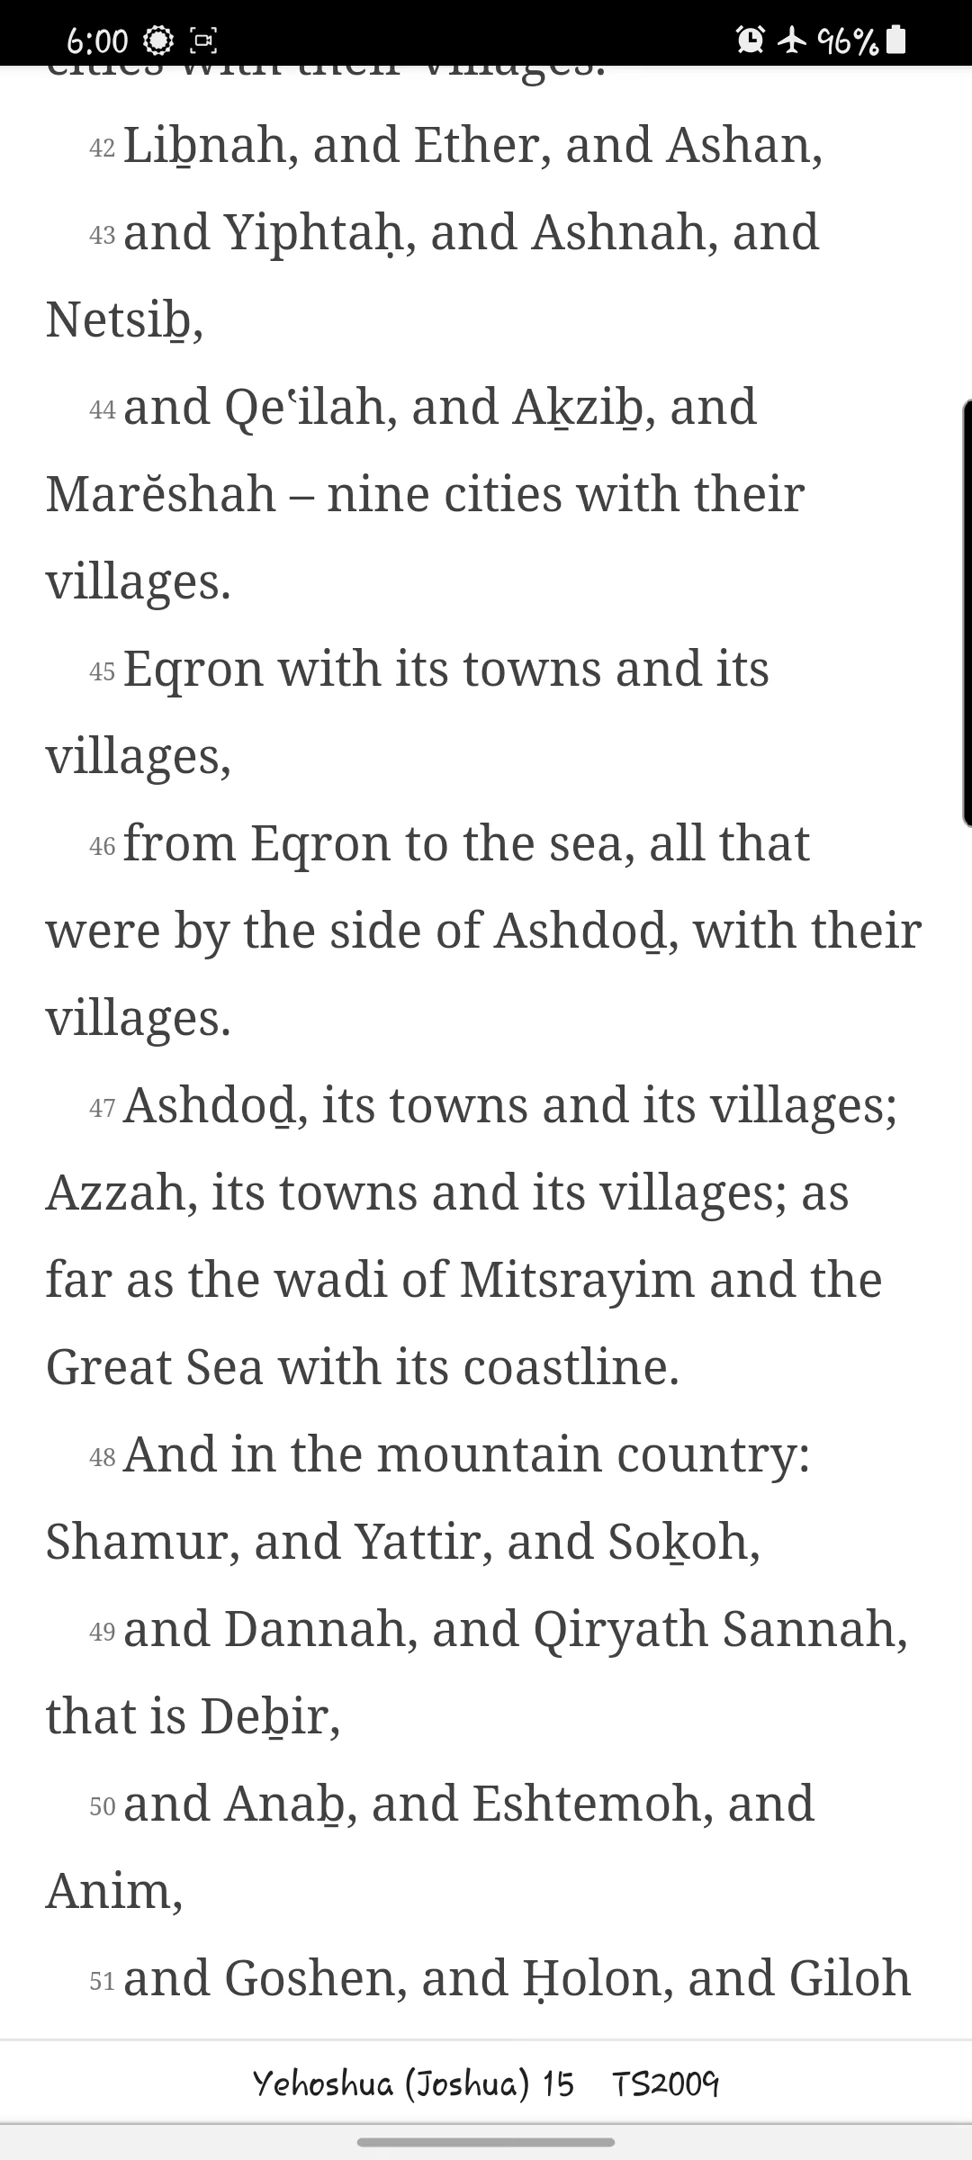 6:00 96%
cities with their villages.
42 Liḇnah, and Ether, and Ashan,
43 and Yiphtaḥ, and Ashnah, and
Netsiḇ,
44 and Qeʽilah, and Aḵziḇ, and
Marĕshah – nine cities with their
villages.
45 Eqron with its towns and its
villages,
46 from Eqron to the sea, all that
were by the side of Ashdoḏ, with their
villages.
47 Ashdoḏ, its towns and its villages;
Azzah, its towns and its villages; as
far as the wadi of Mitsrayim and the
Great Sea with its coastline.
48 And in the mountain country:
Shamur, and Yattir, and Soḵoh,
49 and Dannah, and Qiryath Sannah,
that is Deḇir,
50 and Anaḇ, and Eshtemoh, and
Anim,
51 and Goshen, and Ḥolon, and Giloh
Yehoshua (Joshua) 15 TS2009